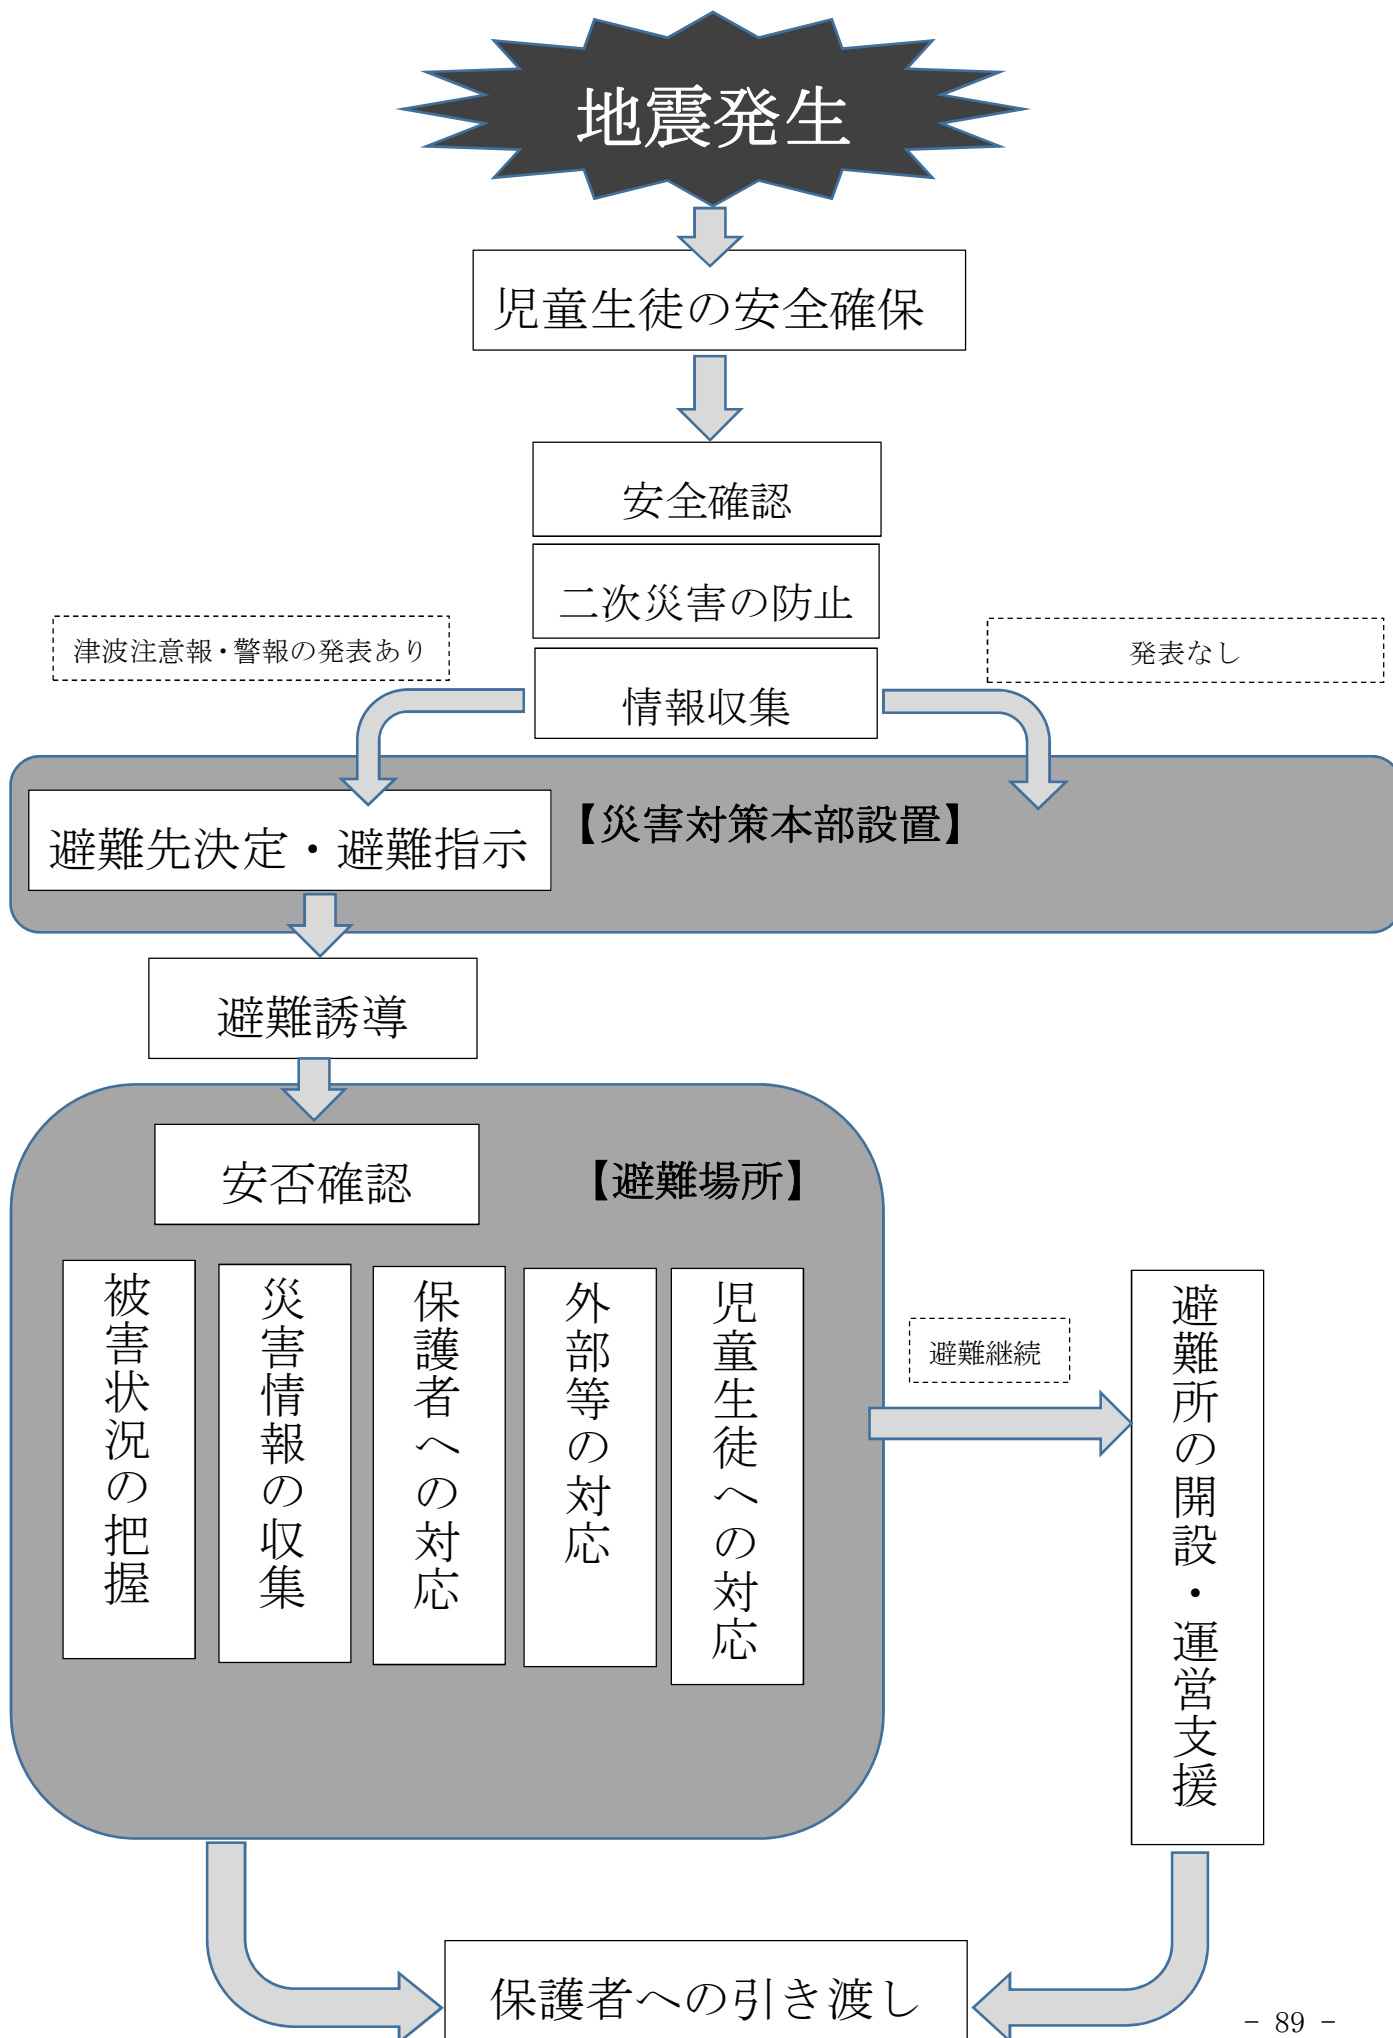 地震発生
児童生徒の安全確保
安全確認
二次災害の防止
津波注意報・警報の発表あり
発表なし
情報収集
避難先決定・避難指示
【災害対策本部設置】
避難誘導
安否確認
【避難場所】
被害状況の把握
災害情報の収集
保護者への対応
外部等の対応
児童生徒への対応
避難継続
避難所の開設・運営支援
保護者への引き渡し
- 89 -